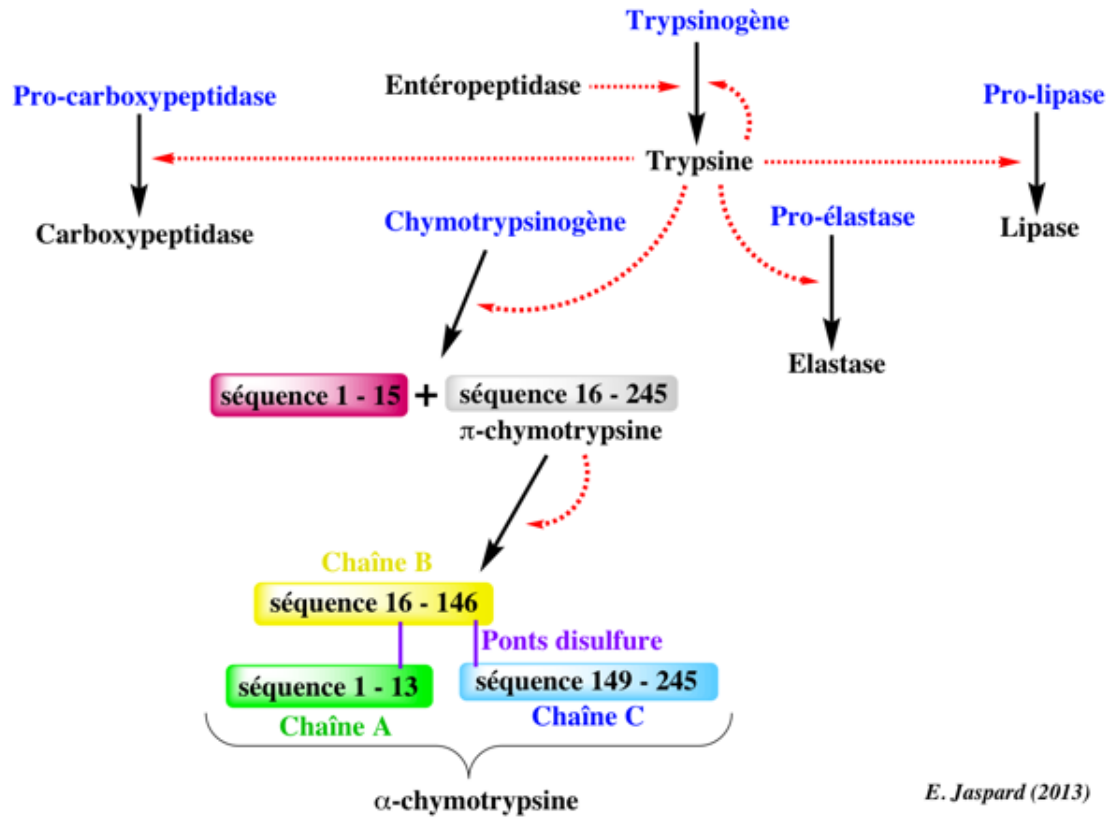 Trypsinogène
Entéropeptidase
Pro-carboxypeptidase
Pro-lipase
Trypsine
Carboxypeptidase
Chymotrypsinogène
Pro-élastase
Lipase
Elastase
séquence 1 - 15 + séquence 16 - 245
π-chymotrypsine
Chaîne B
séquence 16 - 146
Ponts disulfure
séquence 1 - 13
séquence 149 - 245
Chaîne A
Chaîne C
α-chymotrypsine
E. Jaspard (2013)